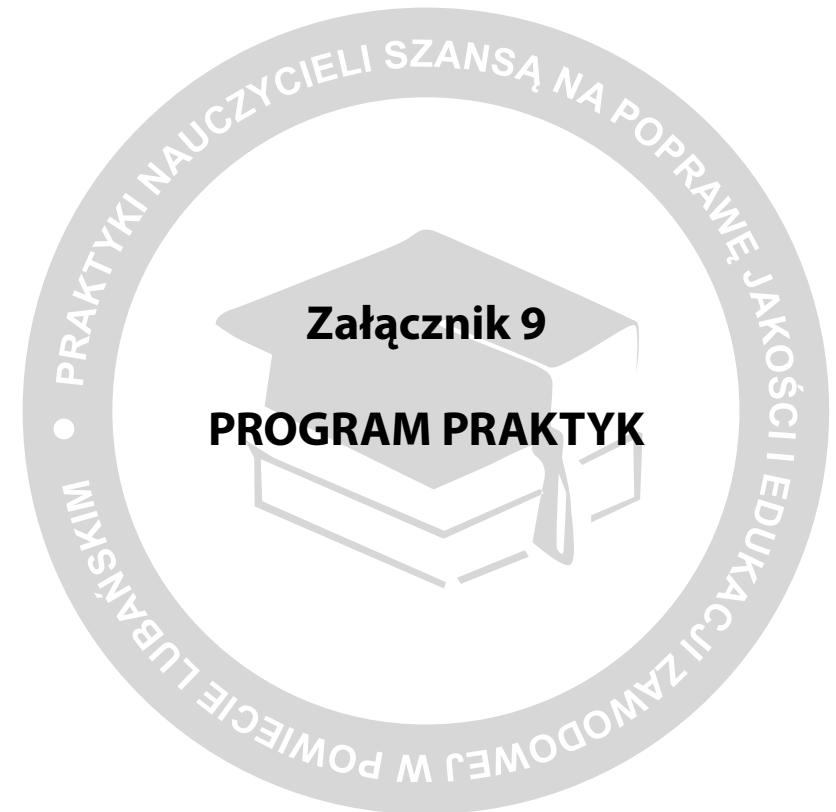 PRAKTYKI NAUCZYCIELI SZANSĄ NA POPRAWĘ JAKOŚCI I EDUKACJI ZAWODOWEJ W POWIECIE LUBAŃSKIM
Załącznik 9
PROGRAM PRAKTYK